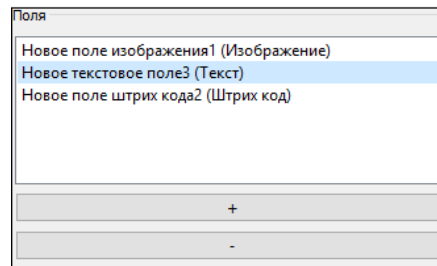 Поля
Новое поле изображения1 (Изображение)
Новое текстовое поле3 (Текст)
Новое поле штрих кода2 (Штрих код)
+
-